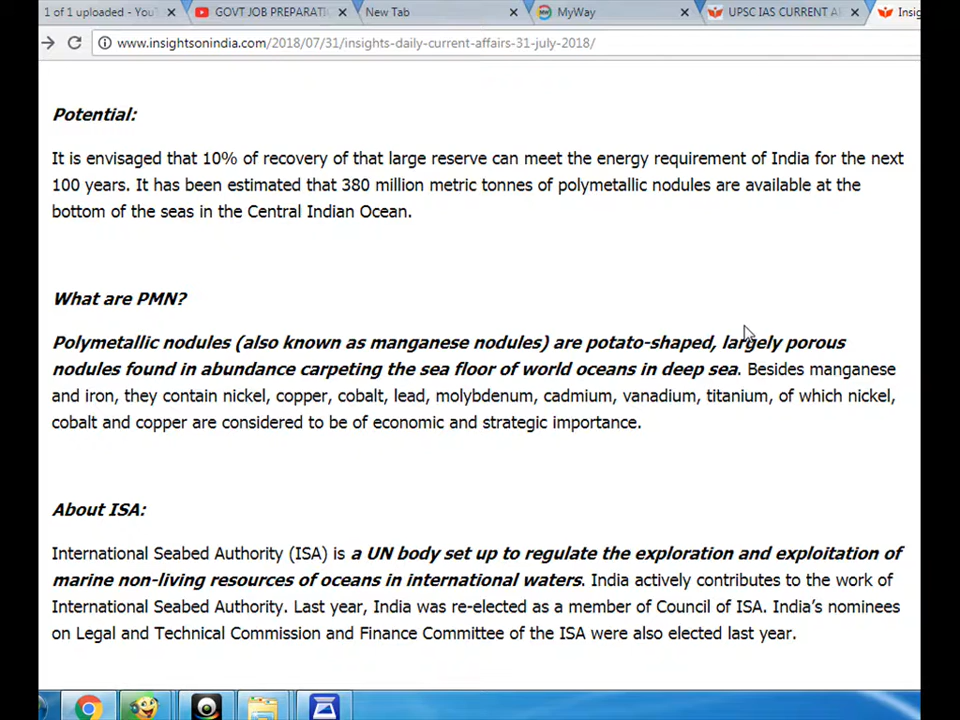 1 of 1 uploaded - You
GOVT JOB PREPARATI
New Tab
MyWay
UPSC IAS CURRENT A
Insig
www.insightsonindia.com/2018/07/31/insights-daily-current-affairs-31-july-2018/
Potential:
It is envisaged that 10% of recovery of that large reserve can meet the energy requirement of India for the next
100 years. It has been estimated that 380 million metric tonnes of polymetallic nodules are available at the
bottom of the seas in the Central Indian Ocean.
What are PMN?
Polymetallic nodules (also known as manganese nodules) are potato-shaped, largely porous
nodules found in abundance carpeting the sea floor of world oceans in deep sea. Besides manganese
and iron, they contain nickel, copper, cobalt, lead, molybdenum, cadmium, vanadium, titanium, of which nickel,
cobalt and copper are considered to be of economic and strategic importance.
About ISA:
International Seabed Authority (ISA) is a UN body set up to regulate the exploration and exploitation of
marine non-living resources of oceans in international waters. India actively contributes to the work of
International Seabed Authority. Last year, India was re-elected as a member of Council of ISA. India’s nominees
on Legal and Technical Commission and Finance Committee of the ISA were also elected last year.